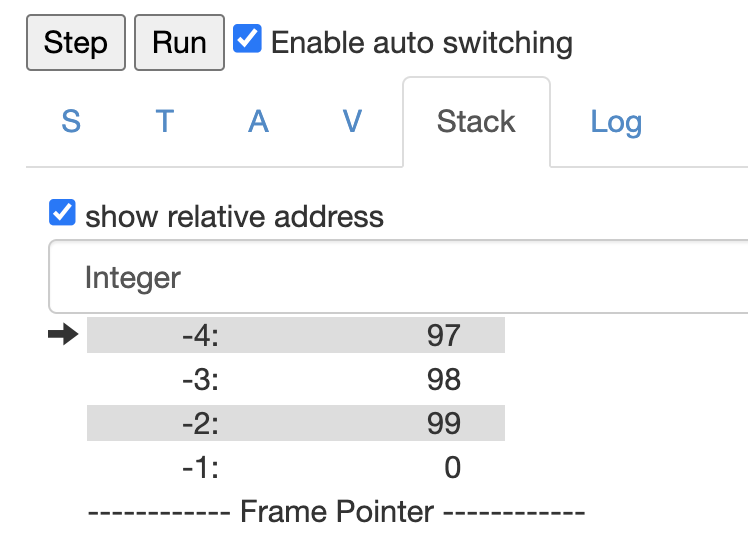 Step Run Enable auto switching
S T A V Stack Log
show relative address
Integer
-4: 97
-3: 98
-2: 99
-1: 0
------------ Frame Pointer ------------